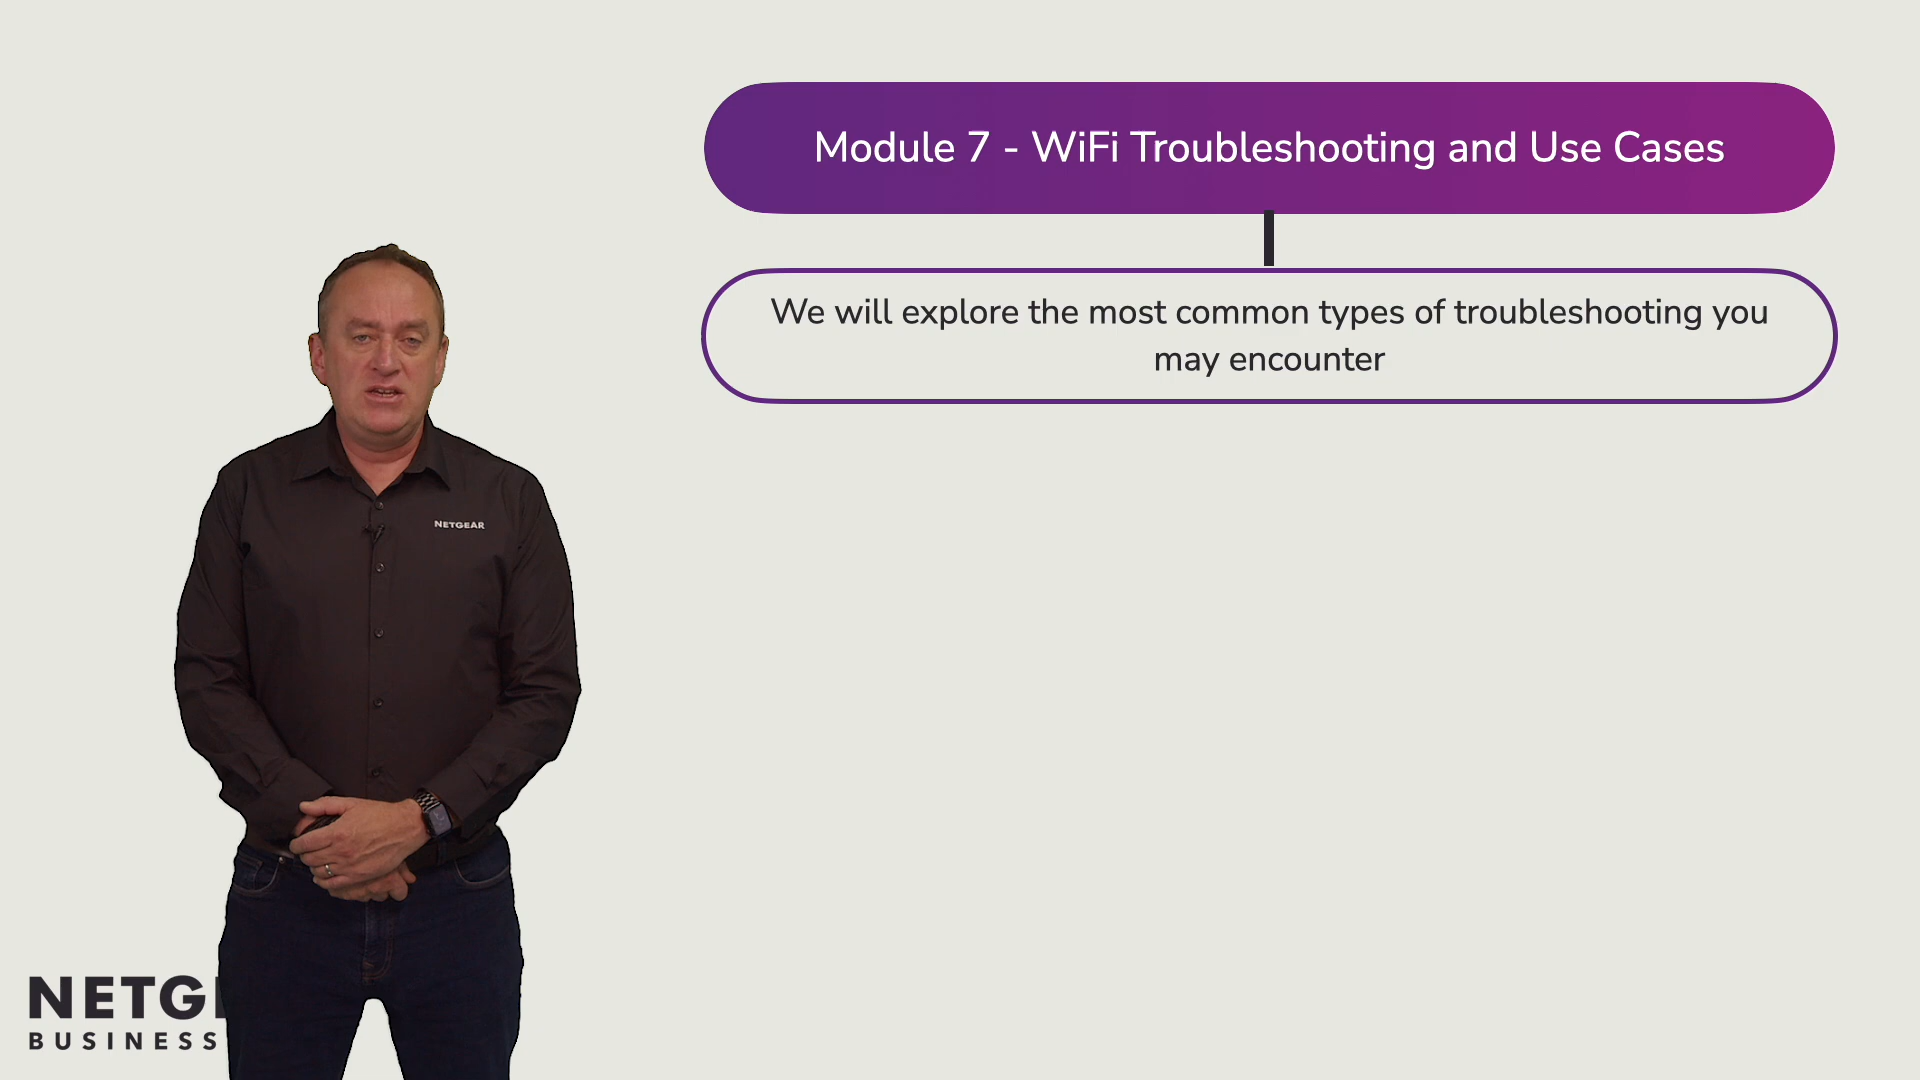 Module 7 - WiFi Troubleshooting and Use Cases
We will explore the most common types of troubleshooting you
may encounter
NETGEAR
BUSINESS